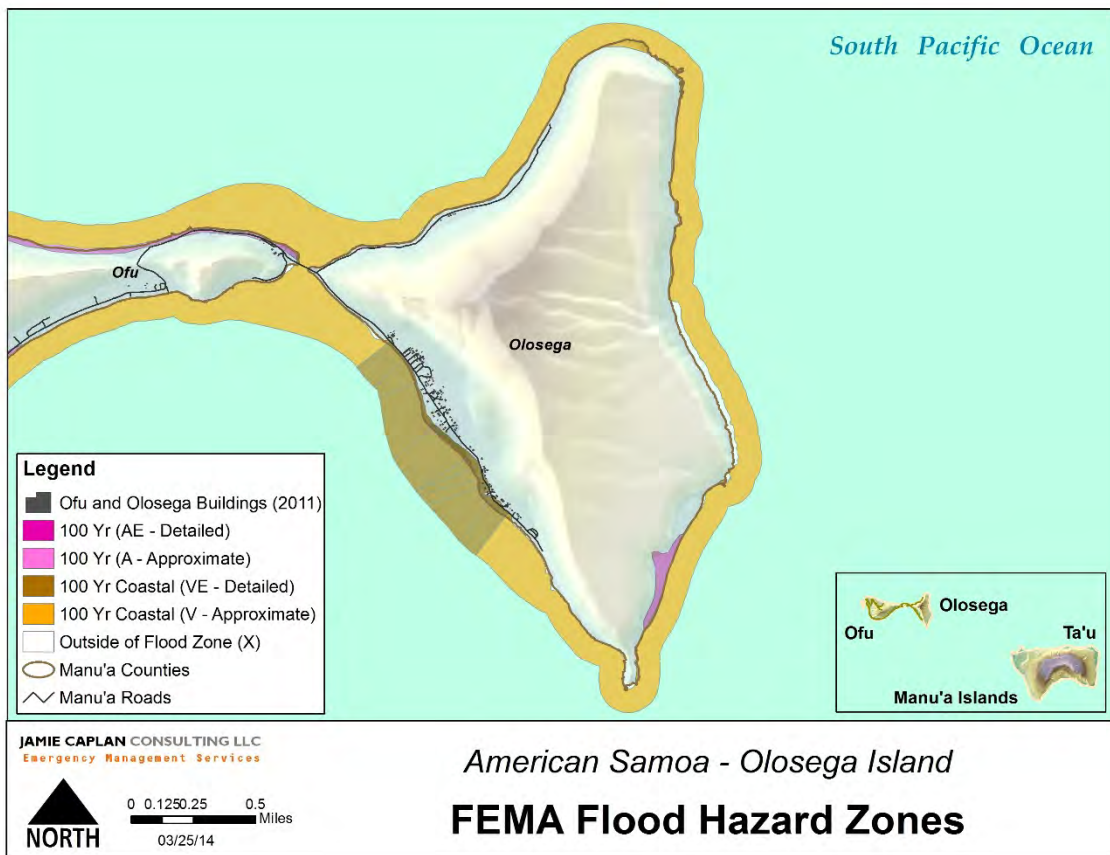 South Pacific Ocean
Ofu
Olosega
Legend
Ofu and Olosega Buildings (2011)
100 Yr (AE - Detailed)
100 Yr (A - Approximate)
100 Yr Coastal (VE - Detailed)
100 Yr Coastal (V - Approximate)
Outside of Flood Zone (X)
Manu'a Counties
Manu'a Roads
Olosega
Ofu
Ta'u
Manu'a Islands
JAMIE CAPLAN CONSULTING LLC
Emergency Management Services
NORTH
0 0.125 0.25 0.5
Miles
03/25/14
American Samoa - Olosega Island
FEMA Flood Hazard Zones